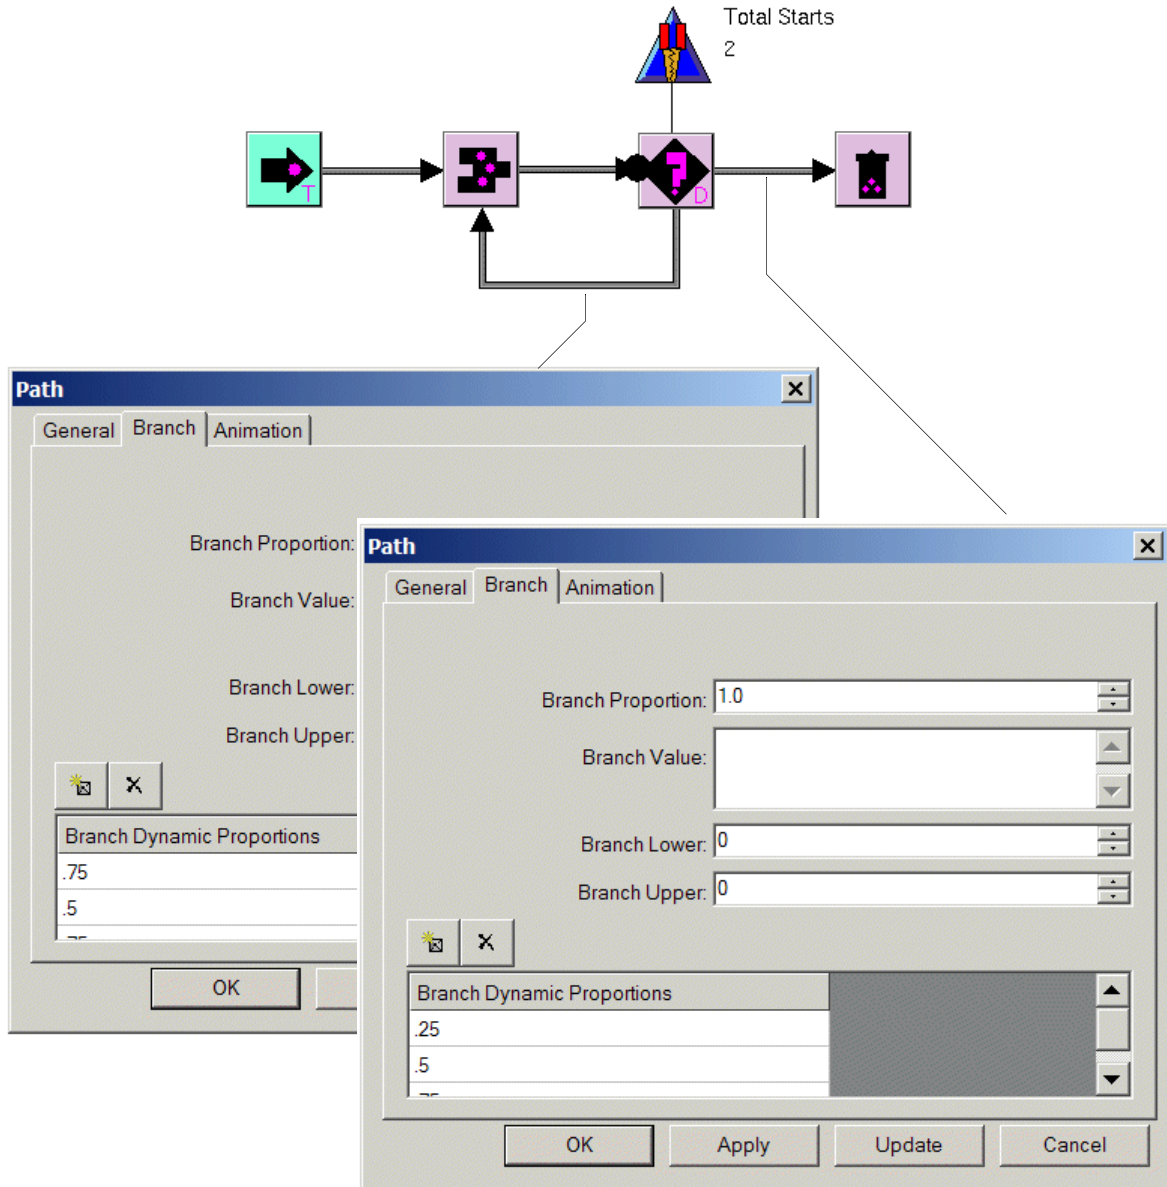 Total Starts
2
T
D
Path
General Branch Animation
Branch Proportion:
Branch Value:
Branch Lower:
Branch Upper:
Branch Dynamic Proportions
.75
.5
OK
Path
General Branch Animation
Branch Proportion: 1.0
Branch Value:
Branch Lower: 0
Branch Upper: 0
Branch Dynamic Proportions
.25
.5
OK Apply Update Cancel